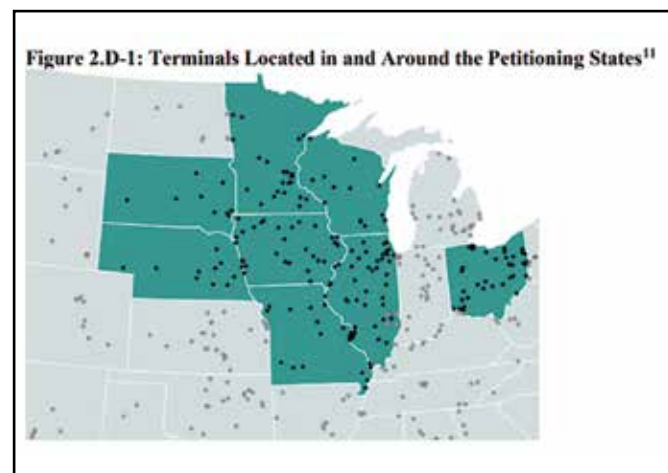 Figure 2.D-1: Terminals Located in and Around the Petitioning States¹¹